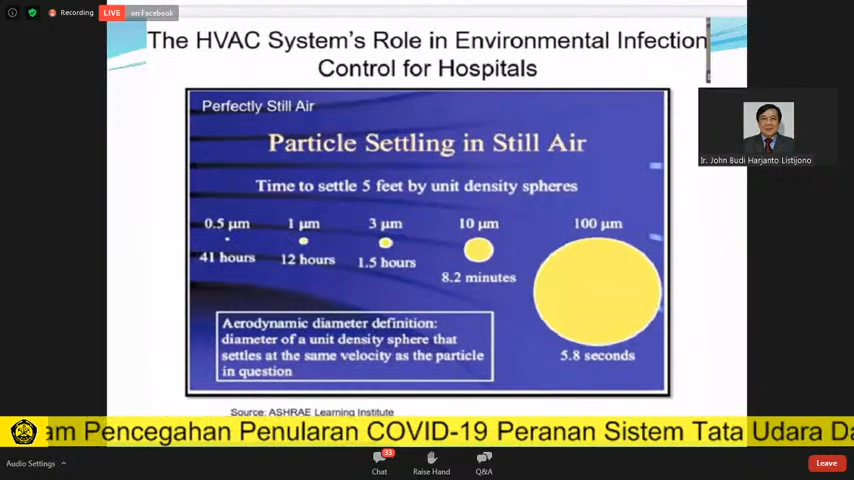 Recording
LIVE on Facebook
The HVAC System's Role in Environmental Infection
Control for Hospitals
Perfectly Still Air
Particle Settling in Still Air
Time to settle 5 feet by unit density spheres
0.5 μm 1 μm 3 μm 10 μm 100 μm
41 hours 12 hours 1.5 hours 8.2 minutes 5.8 seconds
Aerodynamic diameter definition:
diameter of a unit density sphere that
settles at the same velocity as the particle
in question
Source: ASHRAE Learning Institute
Ir. John Budi Harjanto Listijono
am Pencegahan Penularan COVID-19 Peranan Sistem Tata Udara Da
Audio Settings
33
Chat
Raise Hand
Q&A
Leave